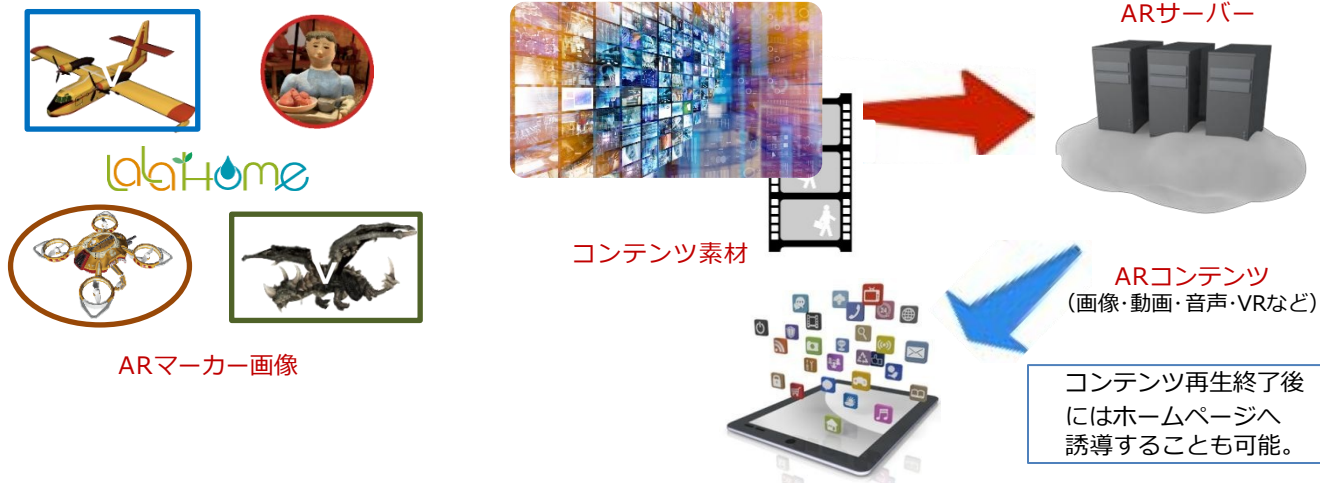 LalaHome
ARマーカー画像
コンテンツ素材
ARサーバー
ARコンテンツ
（画像・動画・音声・VRなど）
コンテンツ再生終了後
にはホームページへ
誘導することも可能。